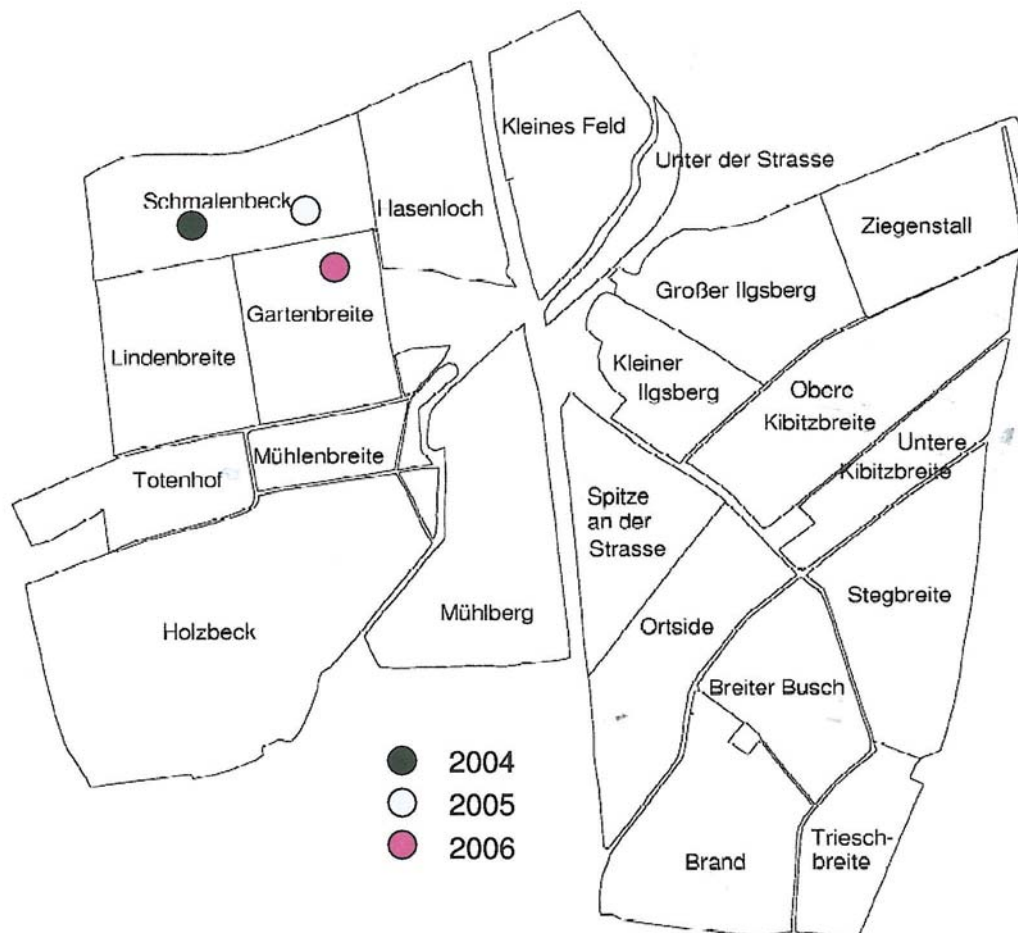 Kleines Feld
Unter der Strasse
Schmalenbeck
Hasenloch
Ziegenstall
Großer Ilgsberg
Gartenbreite
Lindenbreite
Kleiner
Ilgsberg
Obere
Kibitzbreite
Untere
Kibitzbreite
Mühlenbreite
Totenhof
Spitze
an der
Strasse
Stegbreite
Holzbeck
Mühlberg
Ortside
Breiter Busch
2004
2005
2006
Brand
Triesch-
breite